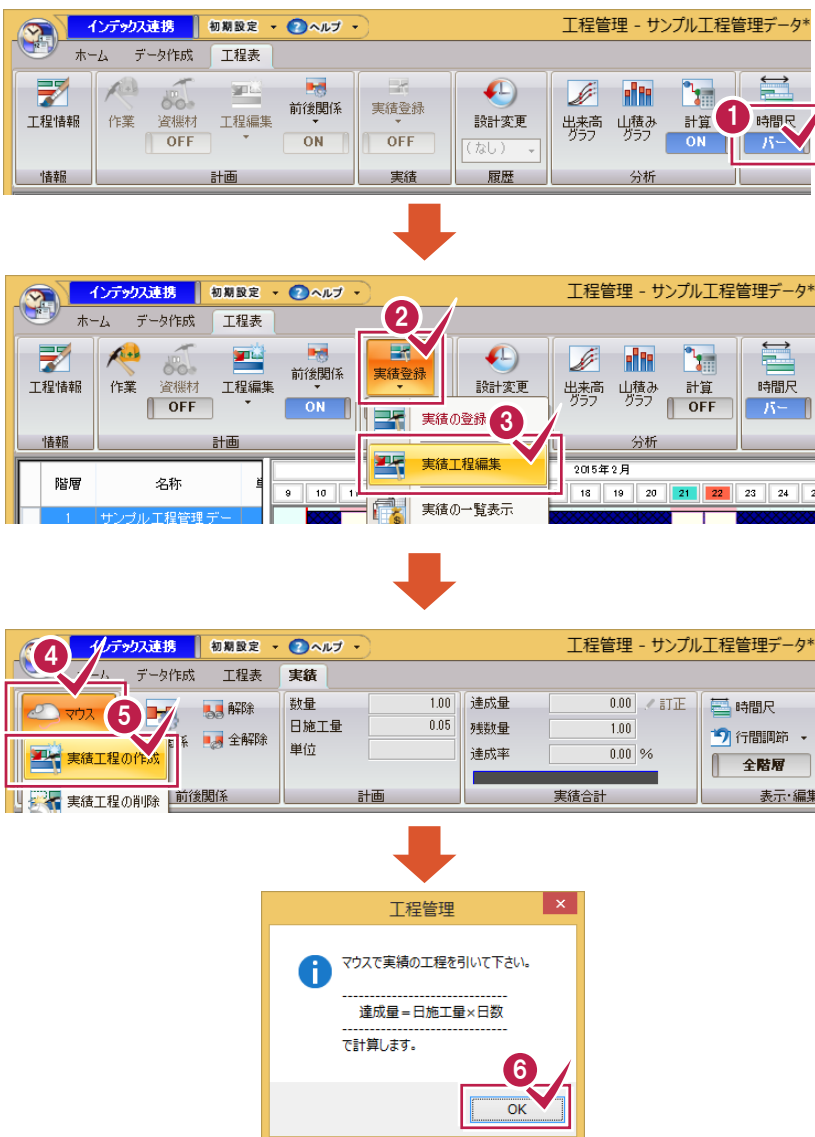 インデックス連携 初期設定 ヘルプ 工程管理 - サンプル工程管理データ*
ホーム データ作成 工程表
工程情報 作業 資機材 OFF 工程編集 前後関係 ON 実績登録 OFF 設計変更 (なし) 出来高グラフ 山積みグラフ 計算 ON 1 時間尺 バー
情報 計画 実績 履歴 分析
インデックス連携 初期設定 ヘルプ 工程管理 - サンプル工程管理データ*
ホーム データ作成 工程表 2
工程情報 作業 資機材 OFF 工程編集 前後関係 ON 実績登録 設計変更 出来高グラフ 山積みグラフ 計算 OFF 時間尺 バー
実績の登録 3
情報 計画 分析
実績工程編集
階層 名称 2015年2月
9 10 18 19 20 21 22 23 24
実績の一覧表示
1 サンプル工程管理デー
インデックス連携 初期設定 ヘルプ 工程管理 - サンプル工程管理データ*
4 データ作成 工程表 実績
マウス 5 解除 数量 1.00 達成量 0.00 訂正 時間尺
全解除 日施工量 0.05 残数量 1.00 行間調節
実績工程の作成 単位 達成率 0.00 % 全階層
実績工程の削除 前後関係 計画 実績合計 表示・編集
工程管理
マウスで実績の工程を引いて下さい。
------------------------------
達成量＝日施工量×日数
------------------------------
で計算します。
6
OK